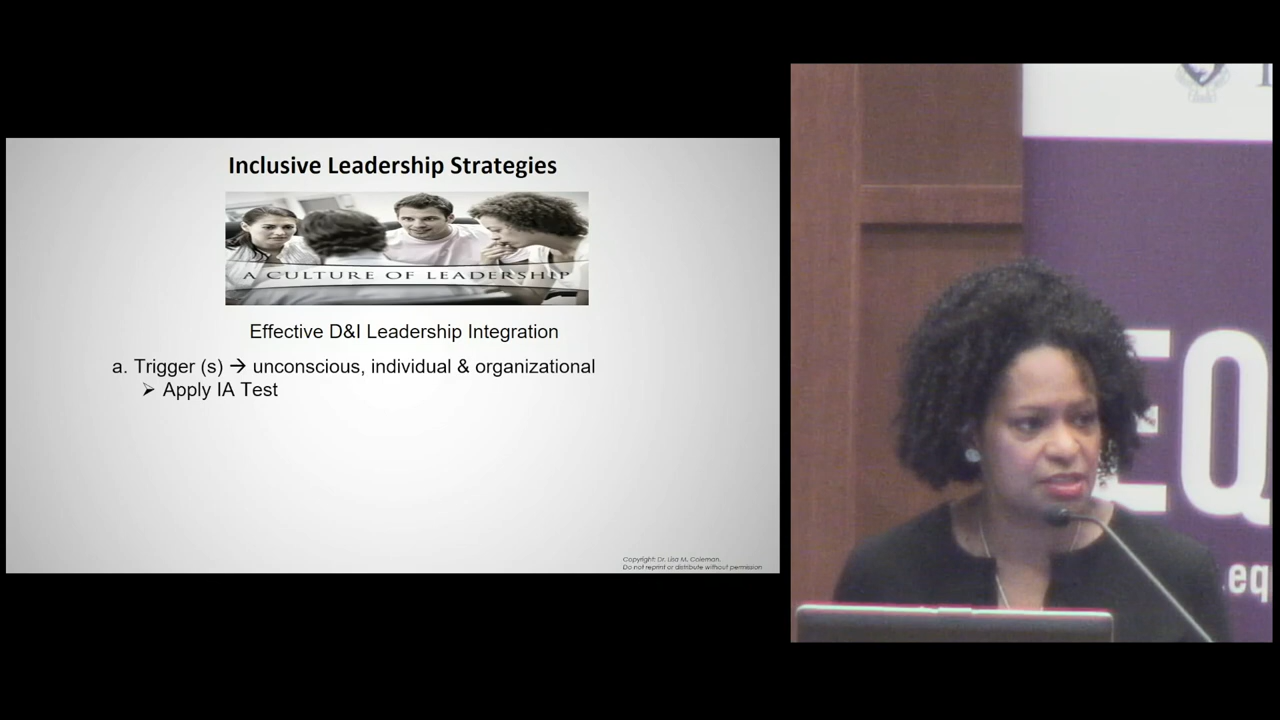 Inclusive Leadership Strategies
A CULTURE OF LEADERSHIP
Effective D&I Leadership Integration
a. Trigger (s) → unconscious, individual & organizational
➢ Apply IA Test
Copyright: Dr. Lisa M. Coleman.
Do not reprint or distribute without permission
EQ
.eq